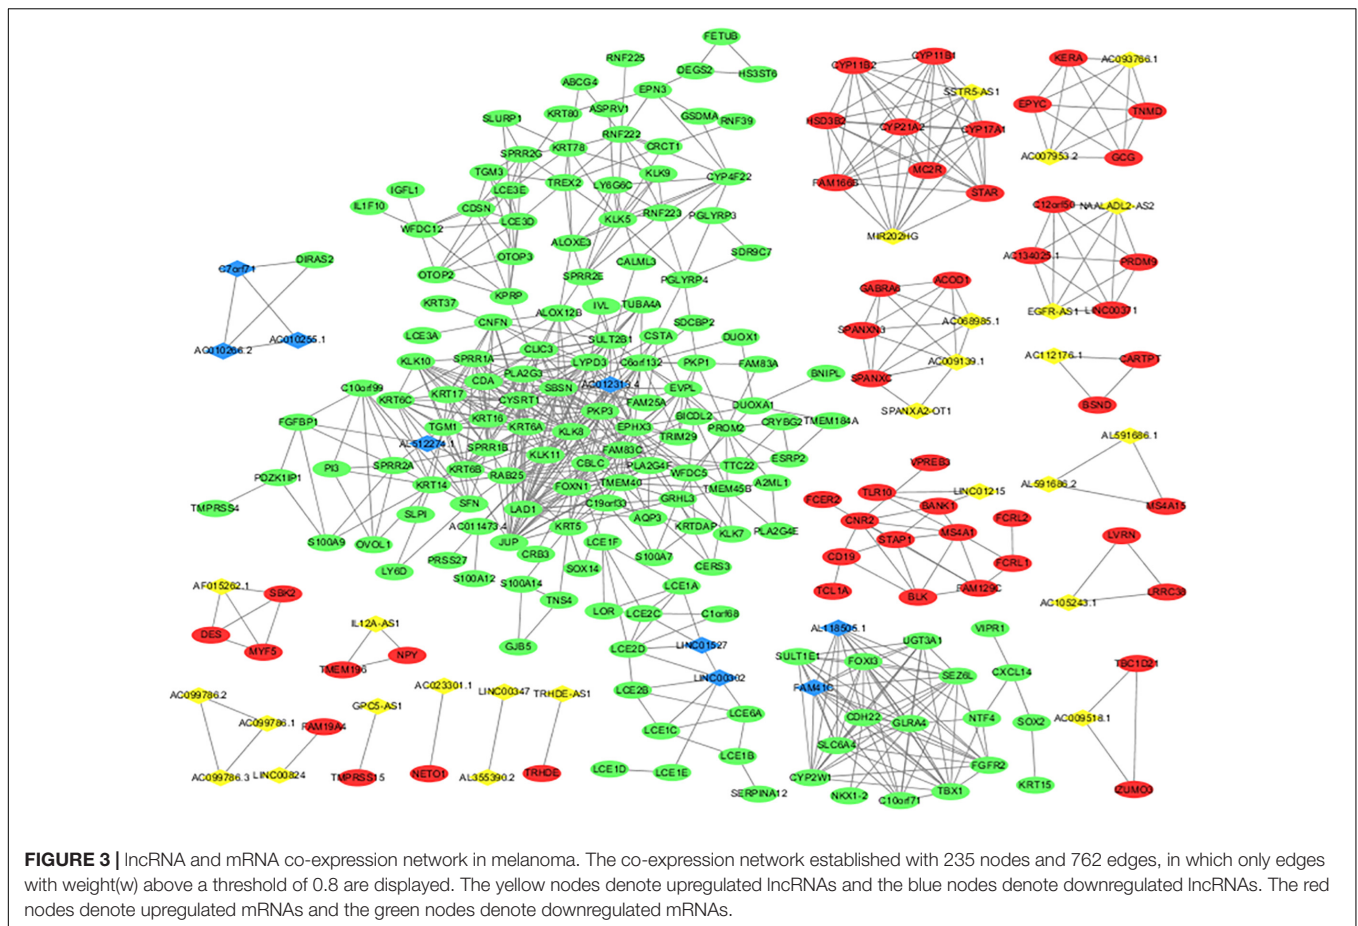 FETUB
RNF225
DEGS2
HS3ST6
ABCG4
EPN3
ASPRV1
KRT80
SLURP1
GSDMA
RNF39
RNF222
CRCT1
KRT78
SPRR2G
TGM3
KLK9
CYP4F22
TREX2
LY6G6C
LCE3E
IGFL1
IL1F10
CDSN
LCE3D
KLK5
RNF223
PGLYRP3
WFDC12
ALOXE3
SDR9C7
OTOP3
CALML3
OTOP2
SPRR2E
PGLYRP4
KPRP
KRT37
IVL
TUBA4A
ALOX12B
CNFN
SDCBP2
LCE3A
SULT2B1
CSTA
DUOX1
CLIC3
KLK10
SPRR1A
LYPD3
C6orf132
PKP1
FAM83A
PLA2G3
BNIPL
CDA
SBSN
AC012313.4
EVPL
C10orf99
KRT6C
KRT17
CYSRT1
FAM25A
DUOXA1
PKP3
BICDL2
KRT16
FGFBP1
TGM1
KRT6A
KLK8
EPHX3
PROM2
CRYBG2
TMEM184A
TRIM29
AL512274.1
SPRR1B
FAM83C
KLK11
CBLC
PLA2G4F
WFDC5
TTC22
ESRP2
PI3
SPRR2A
KRT6B
RAB25
PDZK1IP1
KRT14
FOXN1
TMEM40
TMEM45B
A2ML1
GRHL3
TMPRSS4
SFN
LAD1
C19orf33
SLPI
AQP3
AC011473.4
KRT5
KRTDAP
KLK7
PLA2G4E
S100A9
OVOL1
JUP
LCE1F
CRB3
PRSS27
S100A7
LY6D
SOX14
CERS3
S100A12
S100A14
TNS4
LCE1A
LOR
LCE2C
C1orf68
GJB5
LCE2D
LINC01527
LINC00302
LCE2B
LCE6A
LCE1C
LCE1B
LCE1D
LCE1E
SERPINA12
C7orf71
DIRAS2
AC010266.2
AC010255.1
CYP11B2
CYP11B1
SSTR5-AS1
HSD3B2
CYP21A2
CYP17A1
MC2R
FAM166B
STAR
MIR202HG
KERA
AC093766.1
EPYC
TNMD
AC007953.2
GCG
C12orf50
NAALADL2-AS2
AC134025.1
PRDM9
EGFR-AS1
LINC00371
GABRA6
ACOD1
SPANXN3
AC068985.1
AC009139.1
SPANXC
SPANXA2-OT1
AC112176.1
CARTPT
BSND
AL591686.1
AL591686.2
MS4A15
VPREB3
TLR10
LINC01215
FCER2
BANK1
CNR2
FCRL2
STAP1
MS4A1
CD19
FCRL1
TCL1A
BLK
FAM129C
LVRN
AC105243.1
LRRC38
AF015262.1
SBK2
DES
MYF5
IL12A-AS1
TMEM196
NPY
AC099786.2
AC099786.1
AC099786.3
FAM19A4
LINC00824
GPC5-AS1
TMPRSS15
AC023301.1
NETO1
LINC00347
AL355390.2
TRHDE-AS1
TRHDE
AL118505.1
UGT3A1
VIPR1
SULT1E1
FOXI3
CXCL14
FAM41C
SEZ6L
CDH22
GLRA4
NTF4
SOX2
SLC6A4
FGFR2
CYP2W1
NKX1-2
C10orf71
TBX1
KRT15
TBC1D21
AC009518.1
IZUMO3
FIGURE 3 | lncRNA and mRNA co-expression network in melanoma. The co-expression network established with 235 nodes and 762 edges, in which only edges
with weight(w) above a threshold of 0.8 are displayed. The yellow nodes denote upregulated lncRNAs and the blue nodes denote downregulated lncRNAs. The red
nodes denote upregulated mRNAs and the green nodes denote downregulated mRNAs.